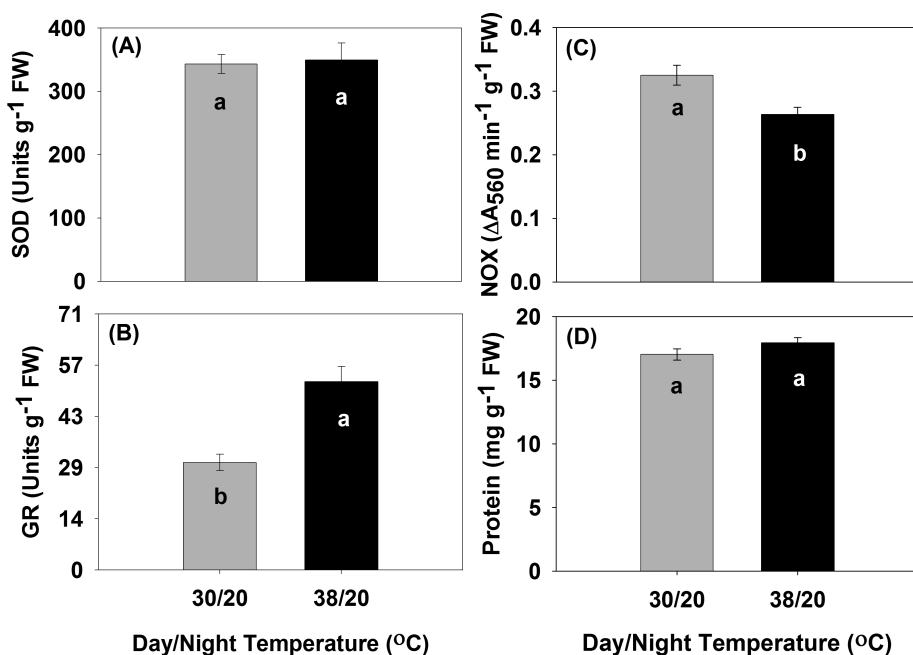 (A)
SOD (Units g-1 FW)
400
300
200
100
0
a
a
(C)
NOX (ΔA560 min-1 g-1 FW)
0.4
0.3
0.2
0.1
0.0
a
b
(B)
GR (Units g-1 FW)
71
57
43
29
14
0
b
a
30/20
38/20
Day/Night Temperature (oC)
(D)
Protein (mg g-1 FW)
20
15
10
5
0
a
a
30/20
38/20
Day/Night Temperature (oC)